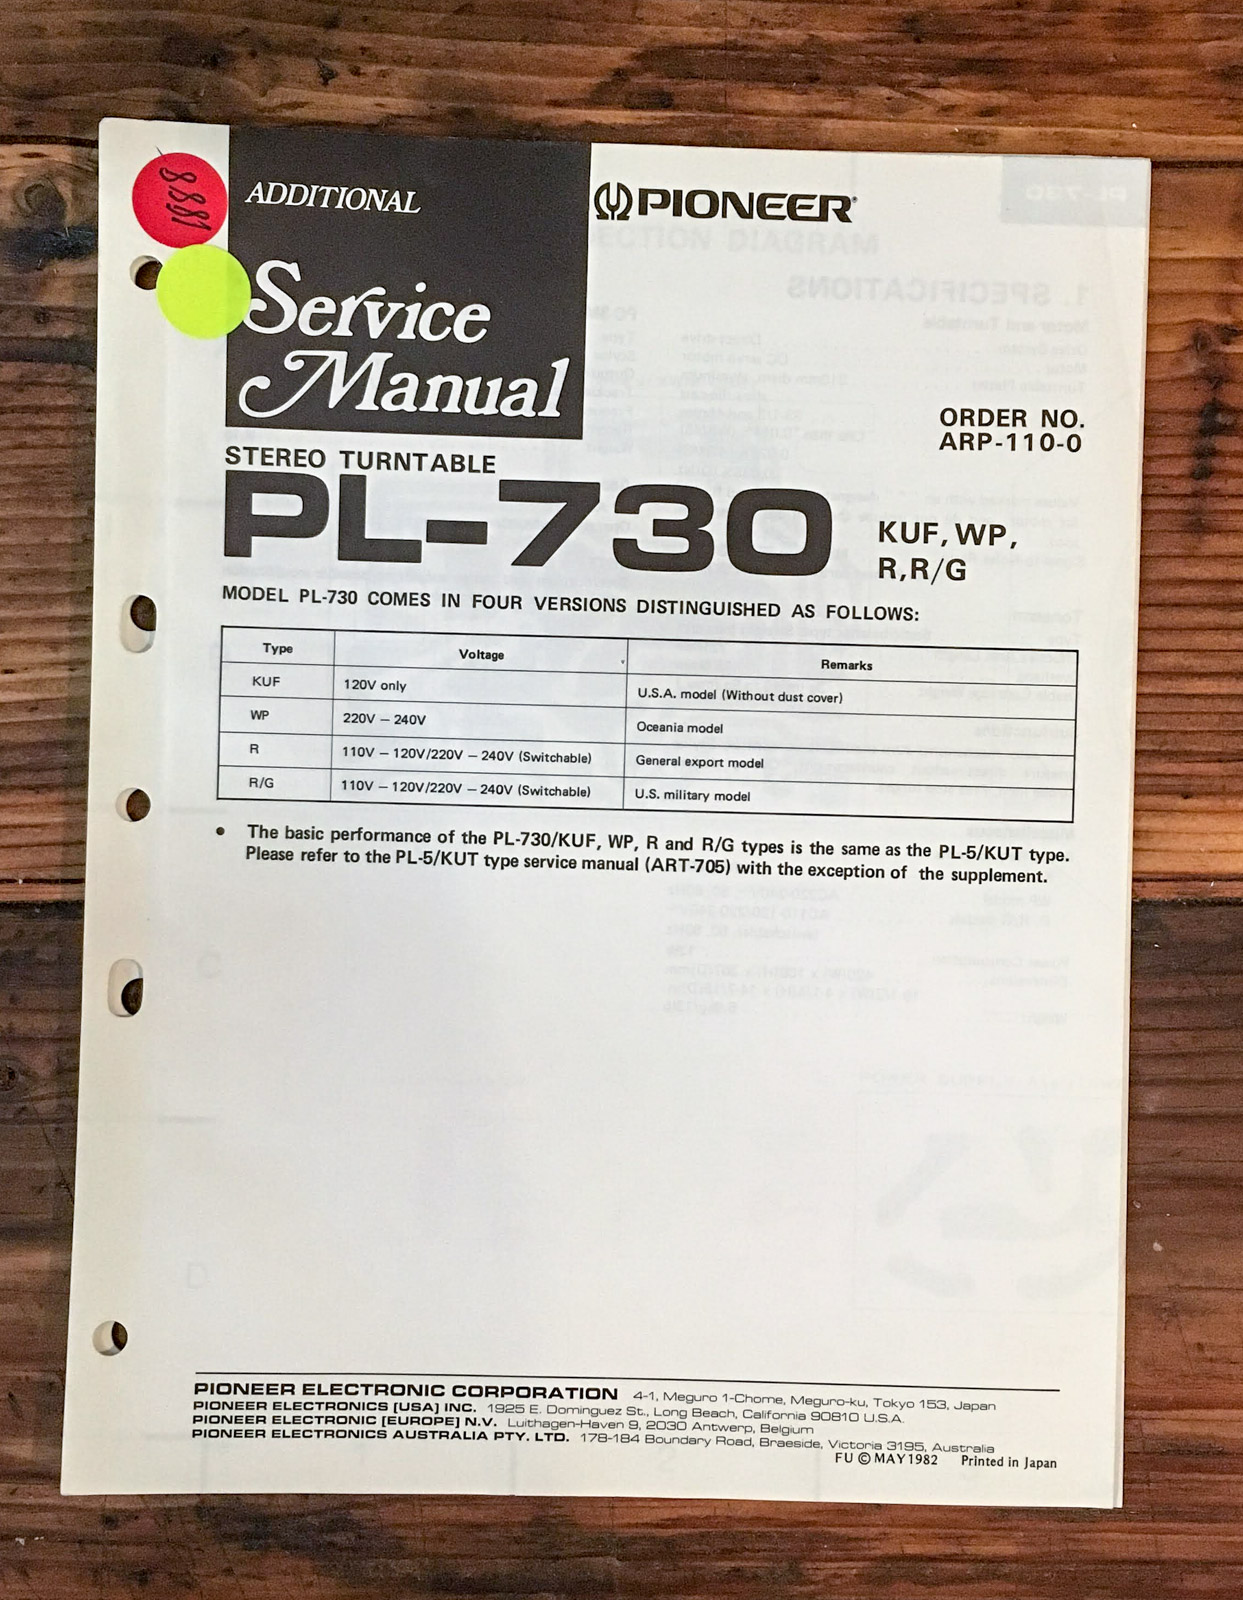 ADDITIONAL
PIONEER
Service
Manual
ORDER NO.
ARP-110-0
STEREO TURNTABLE
PL-730
KUF, WP,
R,R/G
MODEL PL-730 COMES IN FOUR VERSIONS DISTINGUISHED AS FOLLOWS:
Type Voltage Remarks
KUF 120V only U.S.A. model (Without dust cover)
WP 220V – 240V Oceania model
R 110V – 120V/220V – 240V (Switchable) General export model
R/G 110V – 120V/220V – 240V (Switchable) U.S. military model
• The basic performance of the PL-730/KUF, WP, R and R/G types is the same as the PL-5/KUT type.
Please refer to the PL-5/KUT type service manual (ART-705) with the exception of the supplement.
PIONEER ELECTRONIC CORPORATION 4-1, Meguro 1-Chome, Meguro-ku, Tokyo 153, Japan
PIONEER ELECTRONICS [USA] INC. 1925 E. Dominguez St., Long Beach, California 90810 U.S.A.
PIONEER ELECTRONIC [EUROPE] N.V. Luithagen-Haven 9, 2030 Antwerp, Belgium
PIONEER ELECTRONICS AUSTRALIA PTY. LTD. 178-184 Boundary Road, Braeside, Victoria 3195, Australia
FU © MAY 1982 Printed in Japan